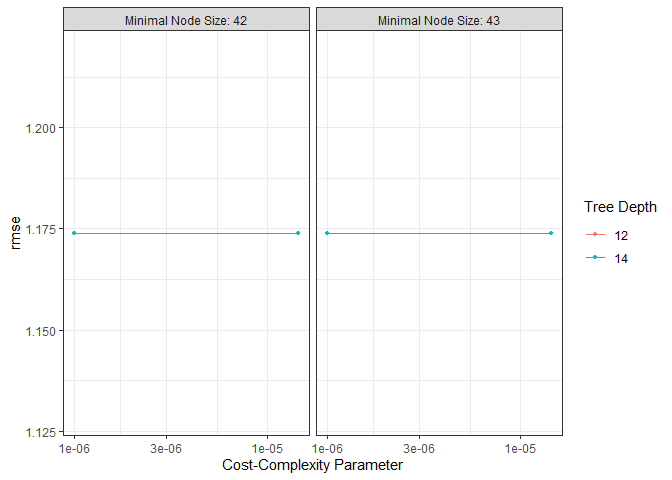 Minimal Node Size: 42
Minimal Node Size: 43
1.200
1.175
1.150
1.125
rmse
1e-06
3e-06
1e-05
1e-06
3e-06
1e-05
Cost-Complexity Parameter
Tree Depth
12
14